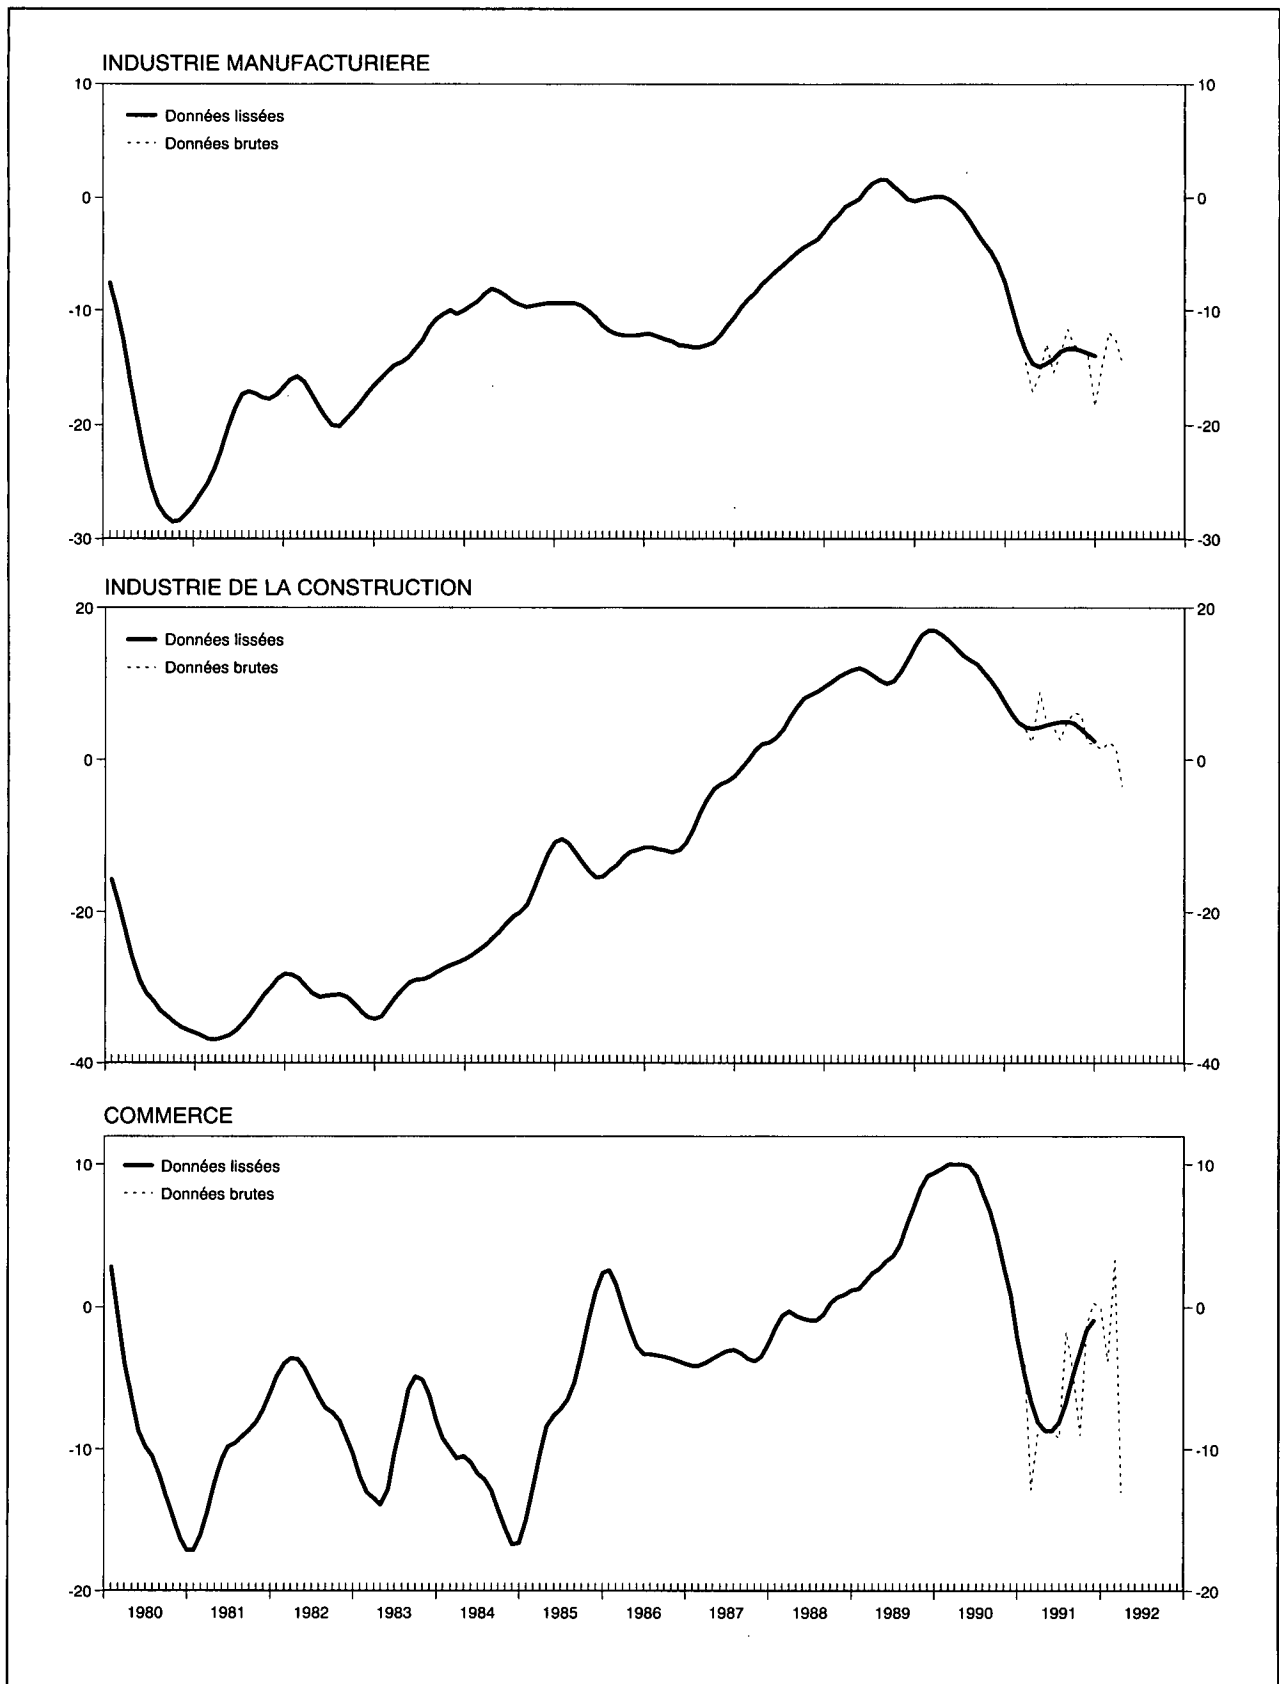 INDUSTRIE MANUFACTURIERE
10 10
Données lissées
Données brutes
0 0
-10 -10
-20 -20
-30 -30
INDUSTRIE DE LA CONSTRUCTION
20 20
Données lissées
Données brutes
0 0
-20 -20
-40 -40
COMMERCE
10 10
Données lissées
Données brutes
0 0
-10 -10
-20 -20
1980 1981 1982 1983 1984 1985 1986 1987 1988 1989 1990 1991 1992